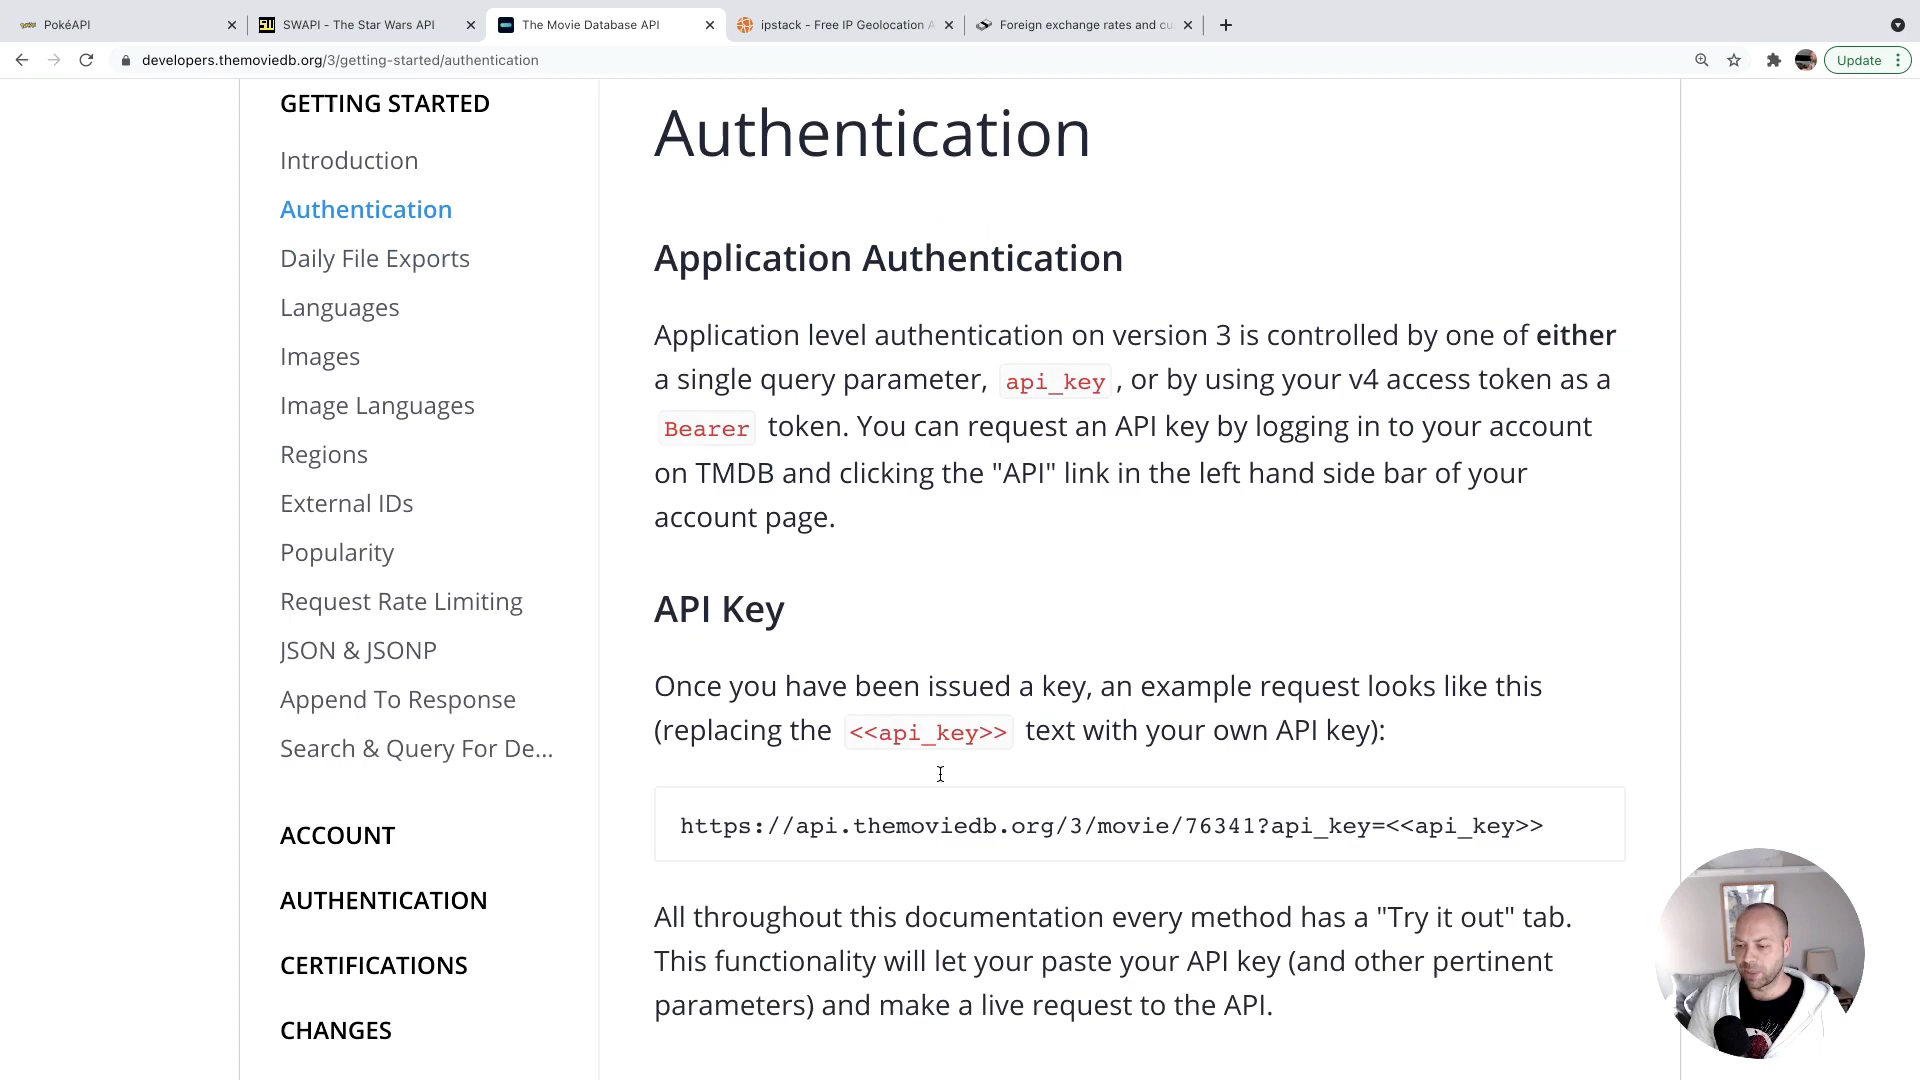 PokéAPI
SWAPI - The Star Wars API
The Movie Database API
ipstack - Free IP Geolocation A
Foreign exchange rates and cu
developers.themoviedb.org/3/getting-started/authentication
Update
GETTING STARTED
Introduction
Authentication
Daily File Exports
Languages
Images
Image Languages
Regions
External IDs
Popularity
Request Rate Limiting
JSON & JSONP
Append To Response
Search & Query For De...
ACCOUNT
AUTHENTICATION
CERTIFICATIONS
CHANGES
Authentication
Application Authentication
Application level authentication on version 3 is controlled by one of either
a single query parameter, api_key, or by using your v4 access token as a
Bearer token. You can request an API key by logging in to your account
on TMDB and clicking the "API" link in the left hand side bar of your
account page.
API Key
Once you have been issued a key, an example request looks like this
(replacing the <<api_key>> text with your own API key):
https://api.themoviedb.org/3/movie/76341?api_key=<<api_key>>
All throughout this documentation every method has a "Try it out" tab.
This functionality will let your paste your API key (and other pertinent
parameters) and make a live request to the API.